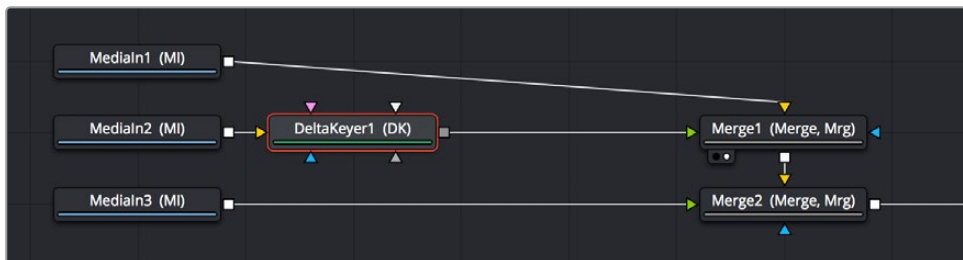 MediaIn1 (MI)
MediaIn2 (MI)
DeltaKeyer1 (DK)
Merge1 (Merge, Mrg)
MediaIn3 (MI)
Merge2 (Merge, Mrg)